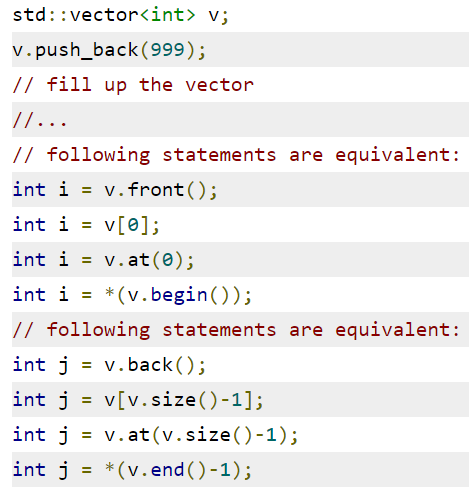 std::vector<int> v;
v.push_back(999);
// fill up the vector
//...
// following statements are equivalent:
int i = v.front();
int i = v[0];
int i = v.at(0);
int i = *(v.begin());
// following statements are equivalent:
int j = v.back();
int j = v[v.size()-1];
int j = v.at(v.size()-1);
int j = *(v.end()-1);